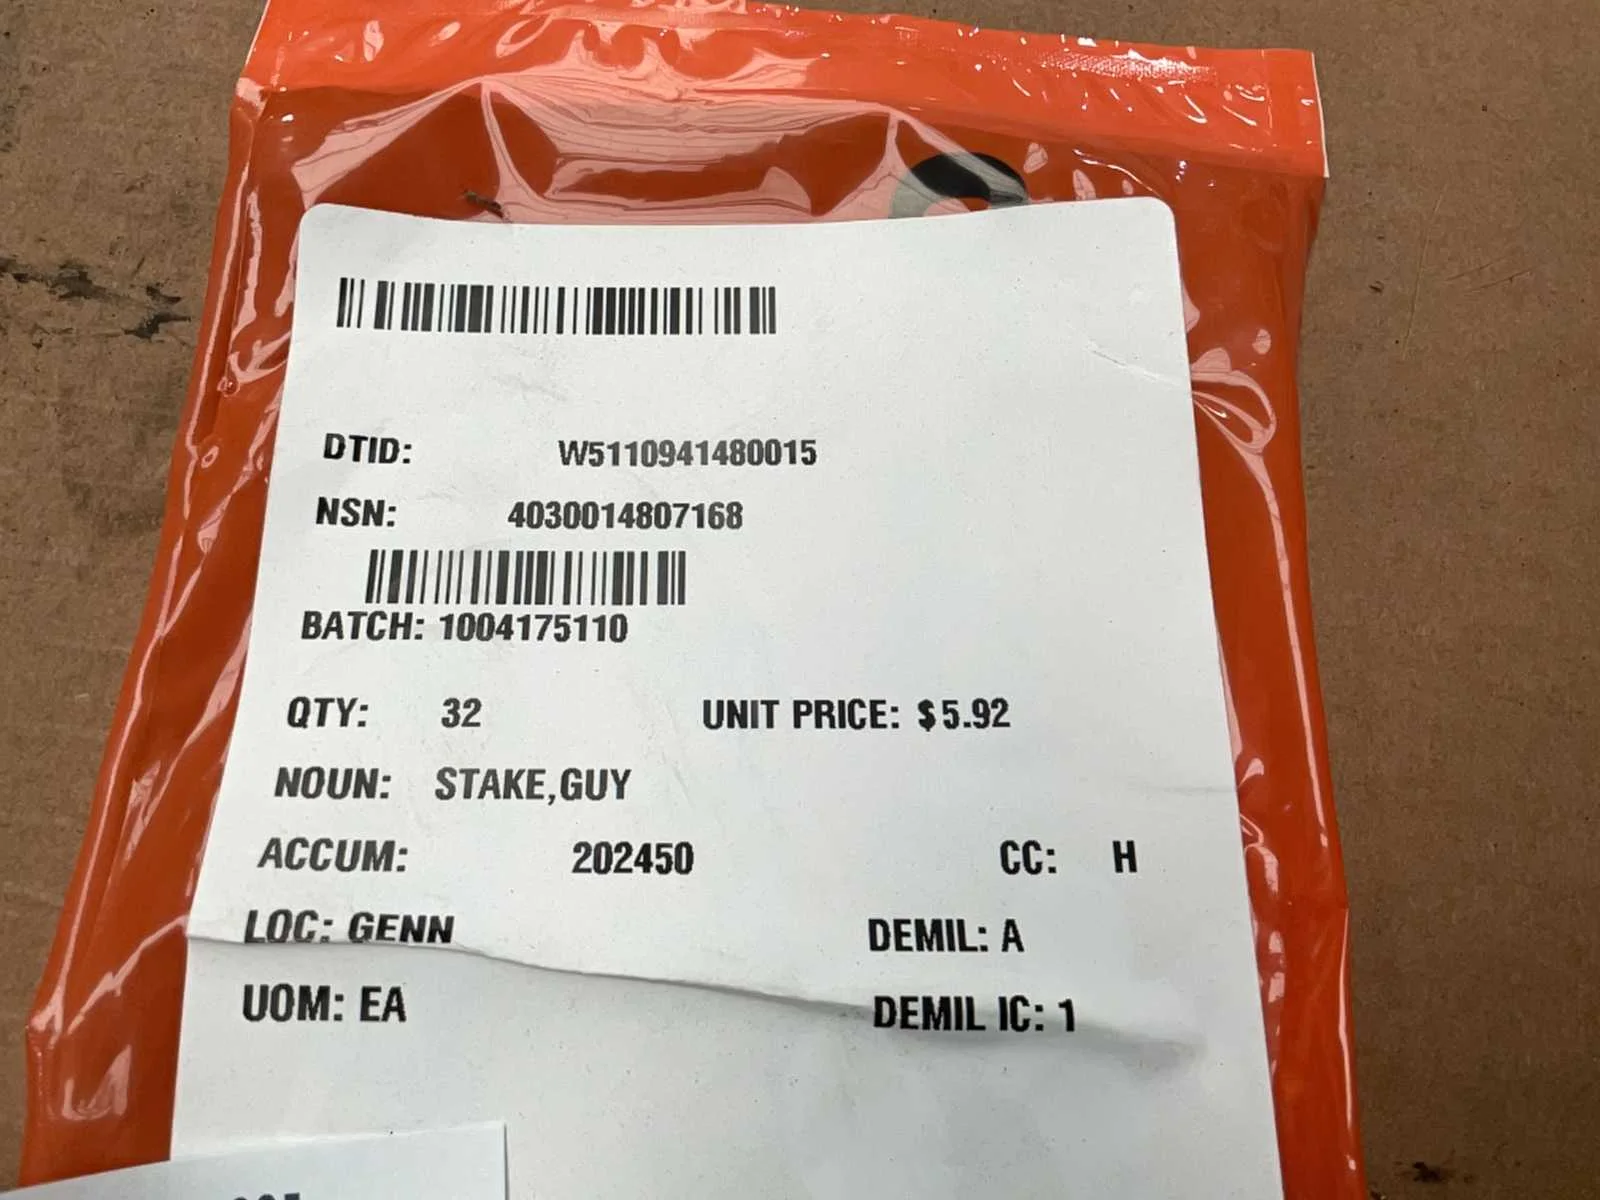 DTID: W5110941480015
NSN: 4030014807168
BATCH: 1004175110
QTY: 32 UNIT PRICE: $5.92
NOUN: STAKE,GUY
ACCUM: 202450 CC: H
LOC: GENN DEMIL: A
UOM: EA DEMIL IC: 1